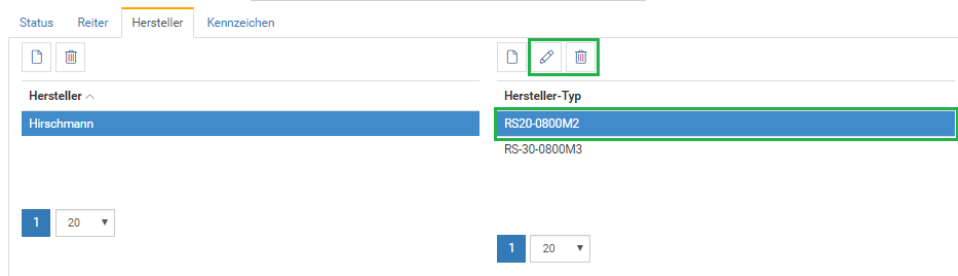 Status Reiter Hersteller Kennzeichen
Hersteller
Hirschmann
1 20
Hersteller-Typ
RS20-0800M2
RS-30-0800M3
1 20